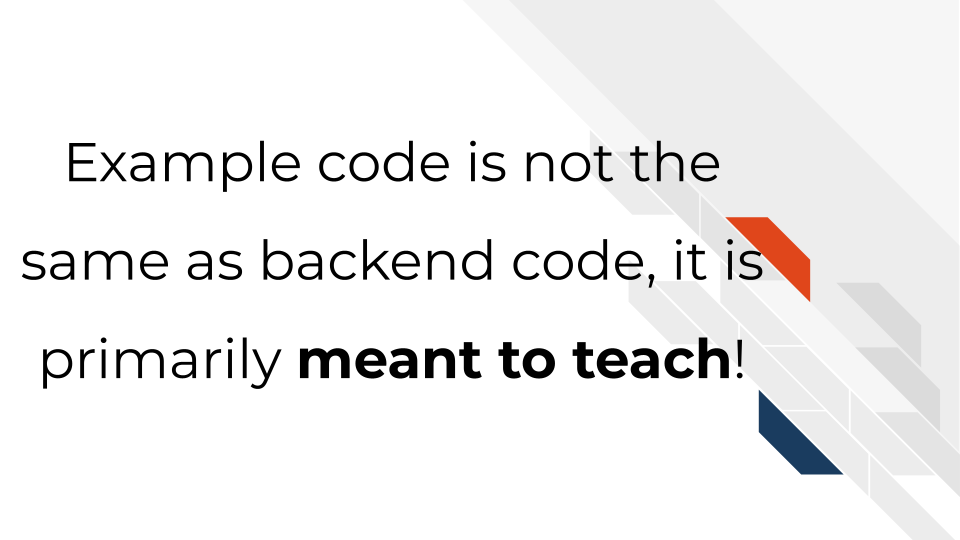 Example code is not the
same as backend code, it is
primarily meant to teach!